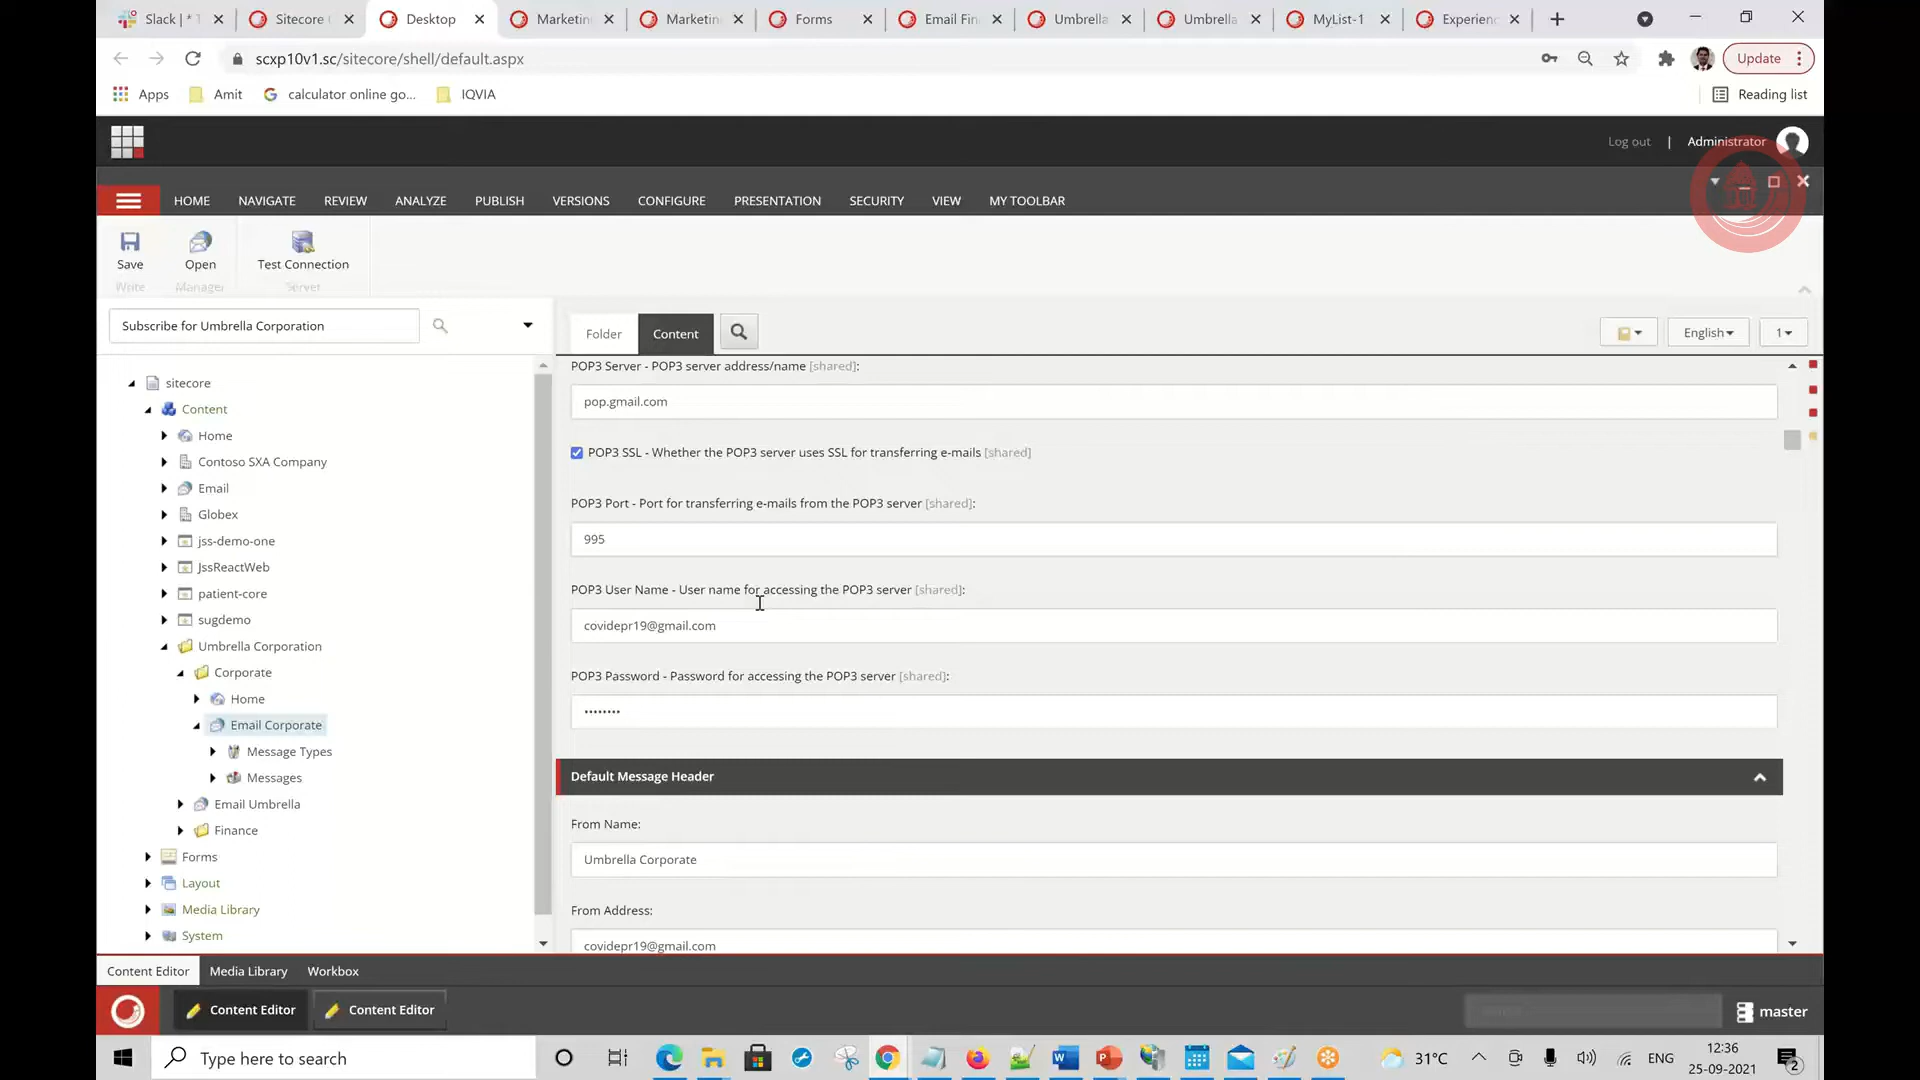 Slack | * T
Sitecore
Desktop
Marketin
Marketin
Forms
Email Fin
Umbrella
Umbrella
MyList-1
Experien
scxp10v1.sc/sitecore/shell/default.aspx
Update
Apps
Amit
calculator online go...
IQVIA
Reading list
Log out | Administrator
HOME NAVIGATE REVIEW ANALYZE PUBLISH VERSIONS CONFIGURE PRESENTATION SECURITY VIEW MY TOOLBAR
Save Open Test Connection
Write Manager Server
Subscribe for Umbrella Corporation
Folder Content
English 1
sitecore
Content
Home
Contoso SXA Company
Email
Globex
jss-demo-one
JssReactWeb
patient-core
sugdemo
Umbrella Corporation
Corporate
Home
Email Corporate
Message Types
Messages
Email Umbrella
Finance
Forms
Layout
Media Library
System
POP3 Server - POP3 server address/name [shared]:
pop.gmail.com
POP3 SSL - Whether the POP3 server uses SSL for transferring e-mails [shared]
POP3 Port - Port for transferring e-mails from the POP3 server [shared]:
995
POP3 User Name - User name for accessing the POP3 server [shared]:
covidepr19@gmail.com
POP3 Password - Password for accessing the POP3 server [shared]:
••••••••
Default Message Header
From Name:
Umbrella Corporate
From Address:
covidepr19@gmail.com
Content Editor Media Library Workbox
Content Editor Content Editor
master
Type here to search
31°C
ENG
12:36
25-09-2021
2